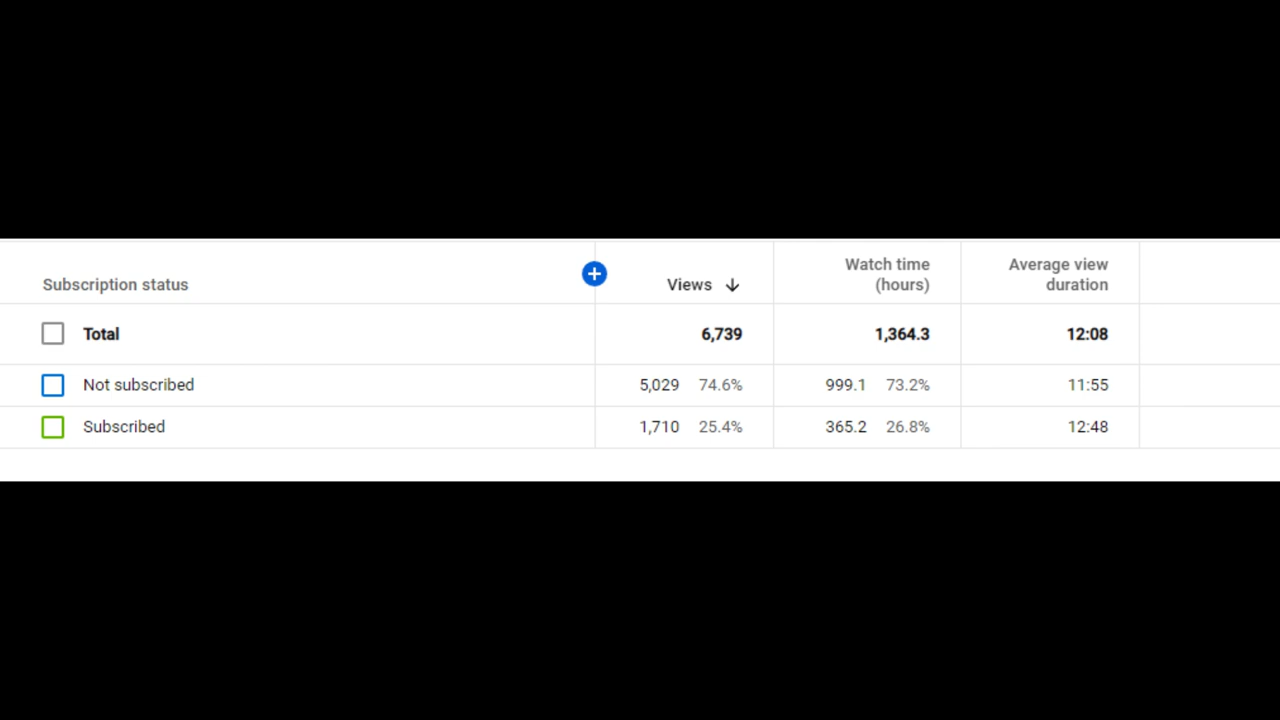 Subscription status Views Watch time (hours) Average view duration
Total 6,739 1,364.3 12:08
Not subscribed 5,029 74.6% 999.1 73.2% 11:55
Subscribed 1,710 25.4% 365.2 26.8% 12:48